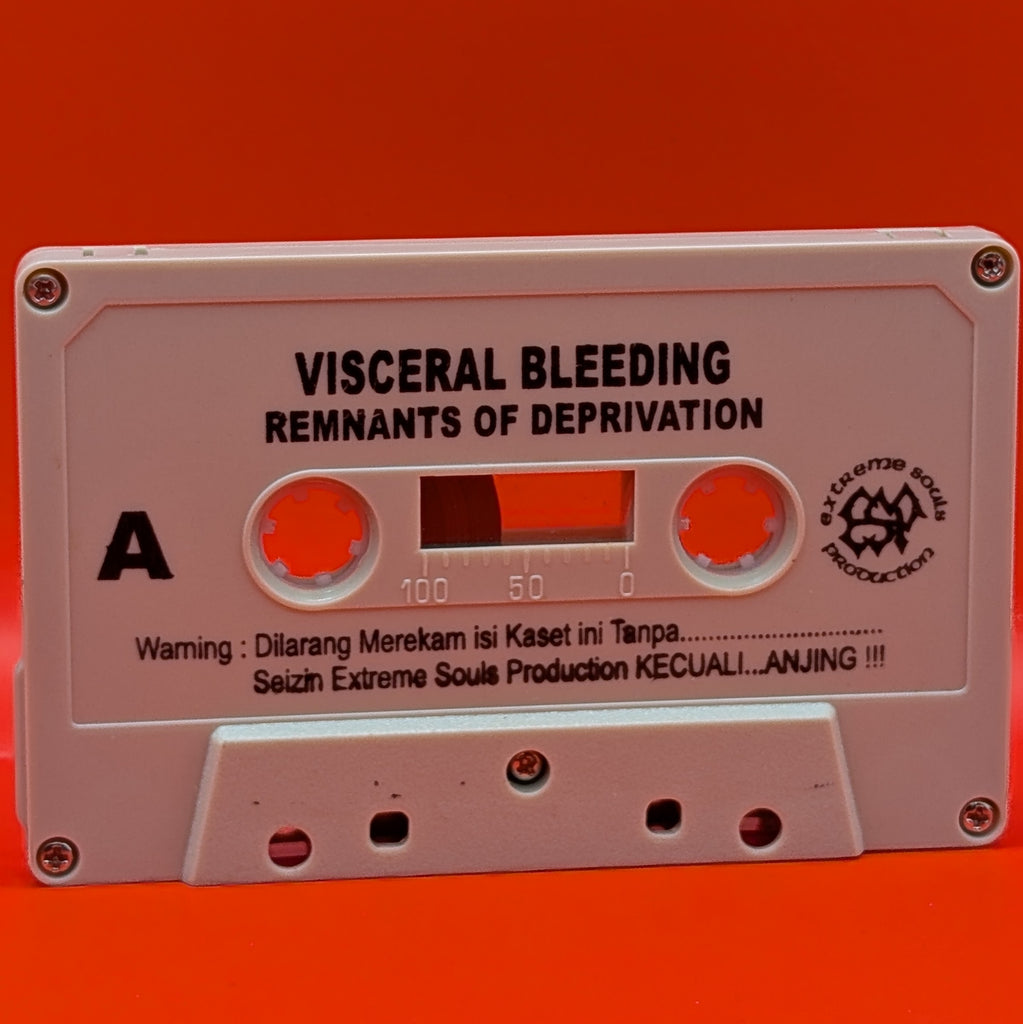 VISCERAL BLEEDING
REMNANTS OF DEPRIVATION
A
extreme souls
ESP
production
100 50 0
Warning : Dilarang Merekam isi Kaset ini Tanpa..............................
Seizin Extreme Souls Production KECUALI...ANJING !!!